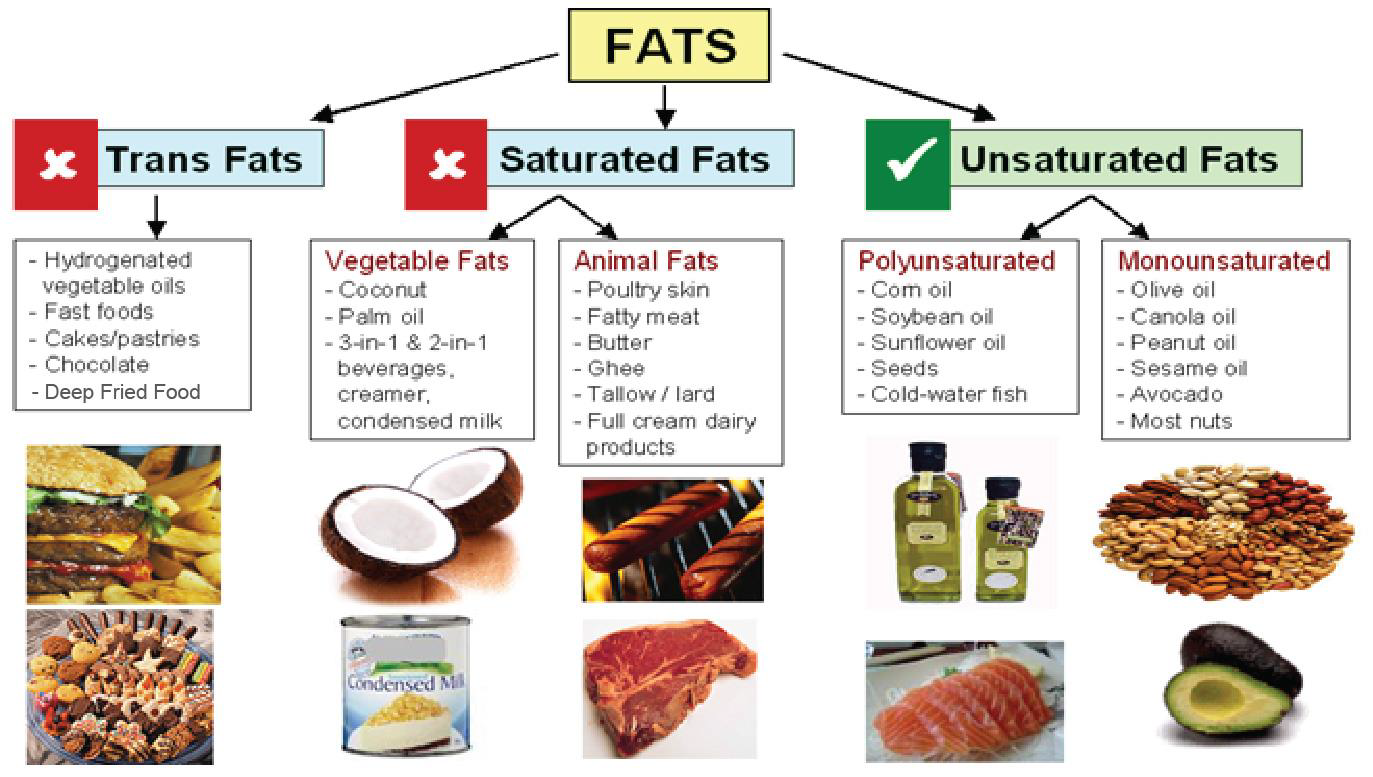 FATS
Trans Fats
Saturated Fats
Unsaturated Fats
- Hydrogenated
vegetable oils
- Fast foods
- Cakes/pastries
- Chocolate
- Deep Fried Food
Vegetable Fats
- Coconut
- Palm oil
- 3-in-1 & 2-in-1
beverages,
creamer,
condensed milk
Animal Fats
- Poultry skin
- Fatty meat
- Butter
- Ghee
- Tallow / lard
- Full cream dairy
products
Polyunsaturated
- Corn oil
- Soybean oil
- Sunflower oil
- Seeds
- Cold-water fish
Monounsaturated
- Olive oil
- Canola oil
- Peanut oil
- Sesame oil
- Avocado
- Most nuts
Condensed Milk